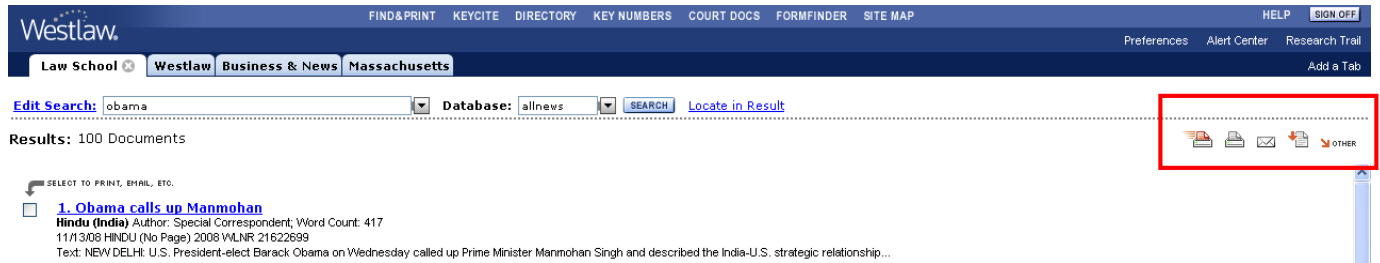 FIND&PRINT KEYCITE DIRECTORY KEY NUMBERS COURT DOCS FORMFINDER SITE MAP HELP SIGN OFF
Westlaw.
Preferences Alert Center Research Trail
Law School Westlaw Business & News Massachusetts Add a Tab
Edit Search: obama Database: allnews SEARCH Locate in Result
Results: 100 Documents
OTHER
SELECT TO PRINT, EMAIL, ETC.
1. Obama calls up Manmohan
Hindu (India) Author: Special Correspondent; Word Count: 417
11/13/08 HINDU (No Page) 2008 WLNR 21622699
Text: NEW DELHI: U.S. President-elect Barack Obama on Wednesday called up Prime Minister Manmohan Singh and described the India-U.S. strategic relationship...